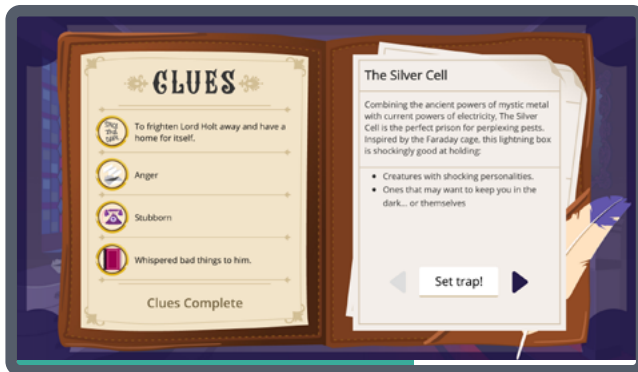 CLUES
To frighten Lord Holt away and have a
home for itself.
Anger
Stubborn
Whispered bad things to him.
Clues Complete
The Silver Cell
Combining the ancient powers of mystic metal
with current powers of electricity, The Silver
Cell is the perfect prison for perplexing pests.
Inspired by the Faraday cage, this lightning box
is shockingly good at holding:
• Creatures with shocking personalities.
• Ones that may want to keep you in the
dark... or themselves
Set trap!